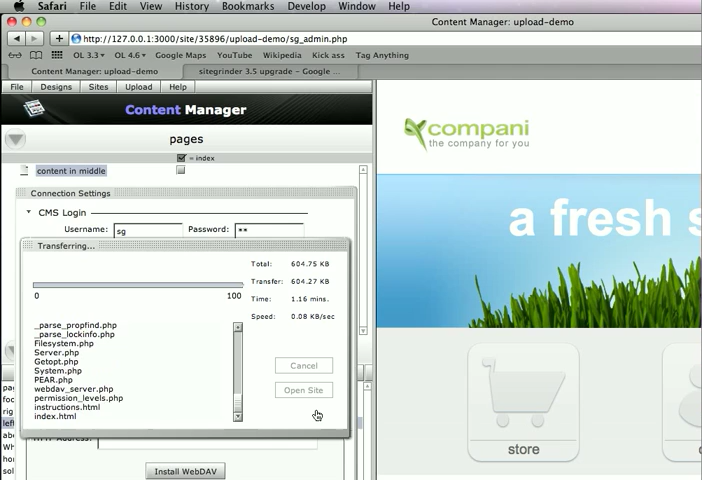 Safari File Edit View History Bookmarks Develop Window Help
Content Manager: upload-demo
http://127.0.0.1:3000/site/35896/upload-demo/sg_admin.php
OL 3.3 OL 4.6 Google Maps YouTube Wikipedia Kick ass Tag Anything
Content Manager: upload-demo sitegrinder 3.5 upgrade - Google ...
File Designs Sites Upload Help
Content Manager
pages
« index
content in middle
Connection Settings
CMS Login
Username: sg Password: **
Transferring...
Total: 604.75 KB
Transfer: 604.27 KB
0 100
Time: 1.16 mins.
Speed: 0.08 KB/sec
_parse_propfind.php
_parse_lockinfo.php
Filesystem.php
Server.php
Getopt.php
System.php
PEAR.php
webdav_server.php
permission_levels.php
instructions.html
index.html
Cancel
Open Site
Install WebDAV
compani
the company for you
a fresh s
store